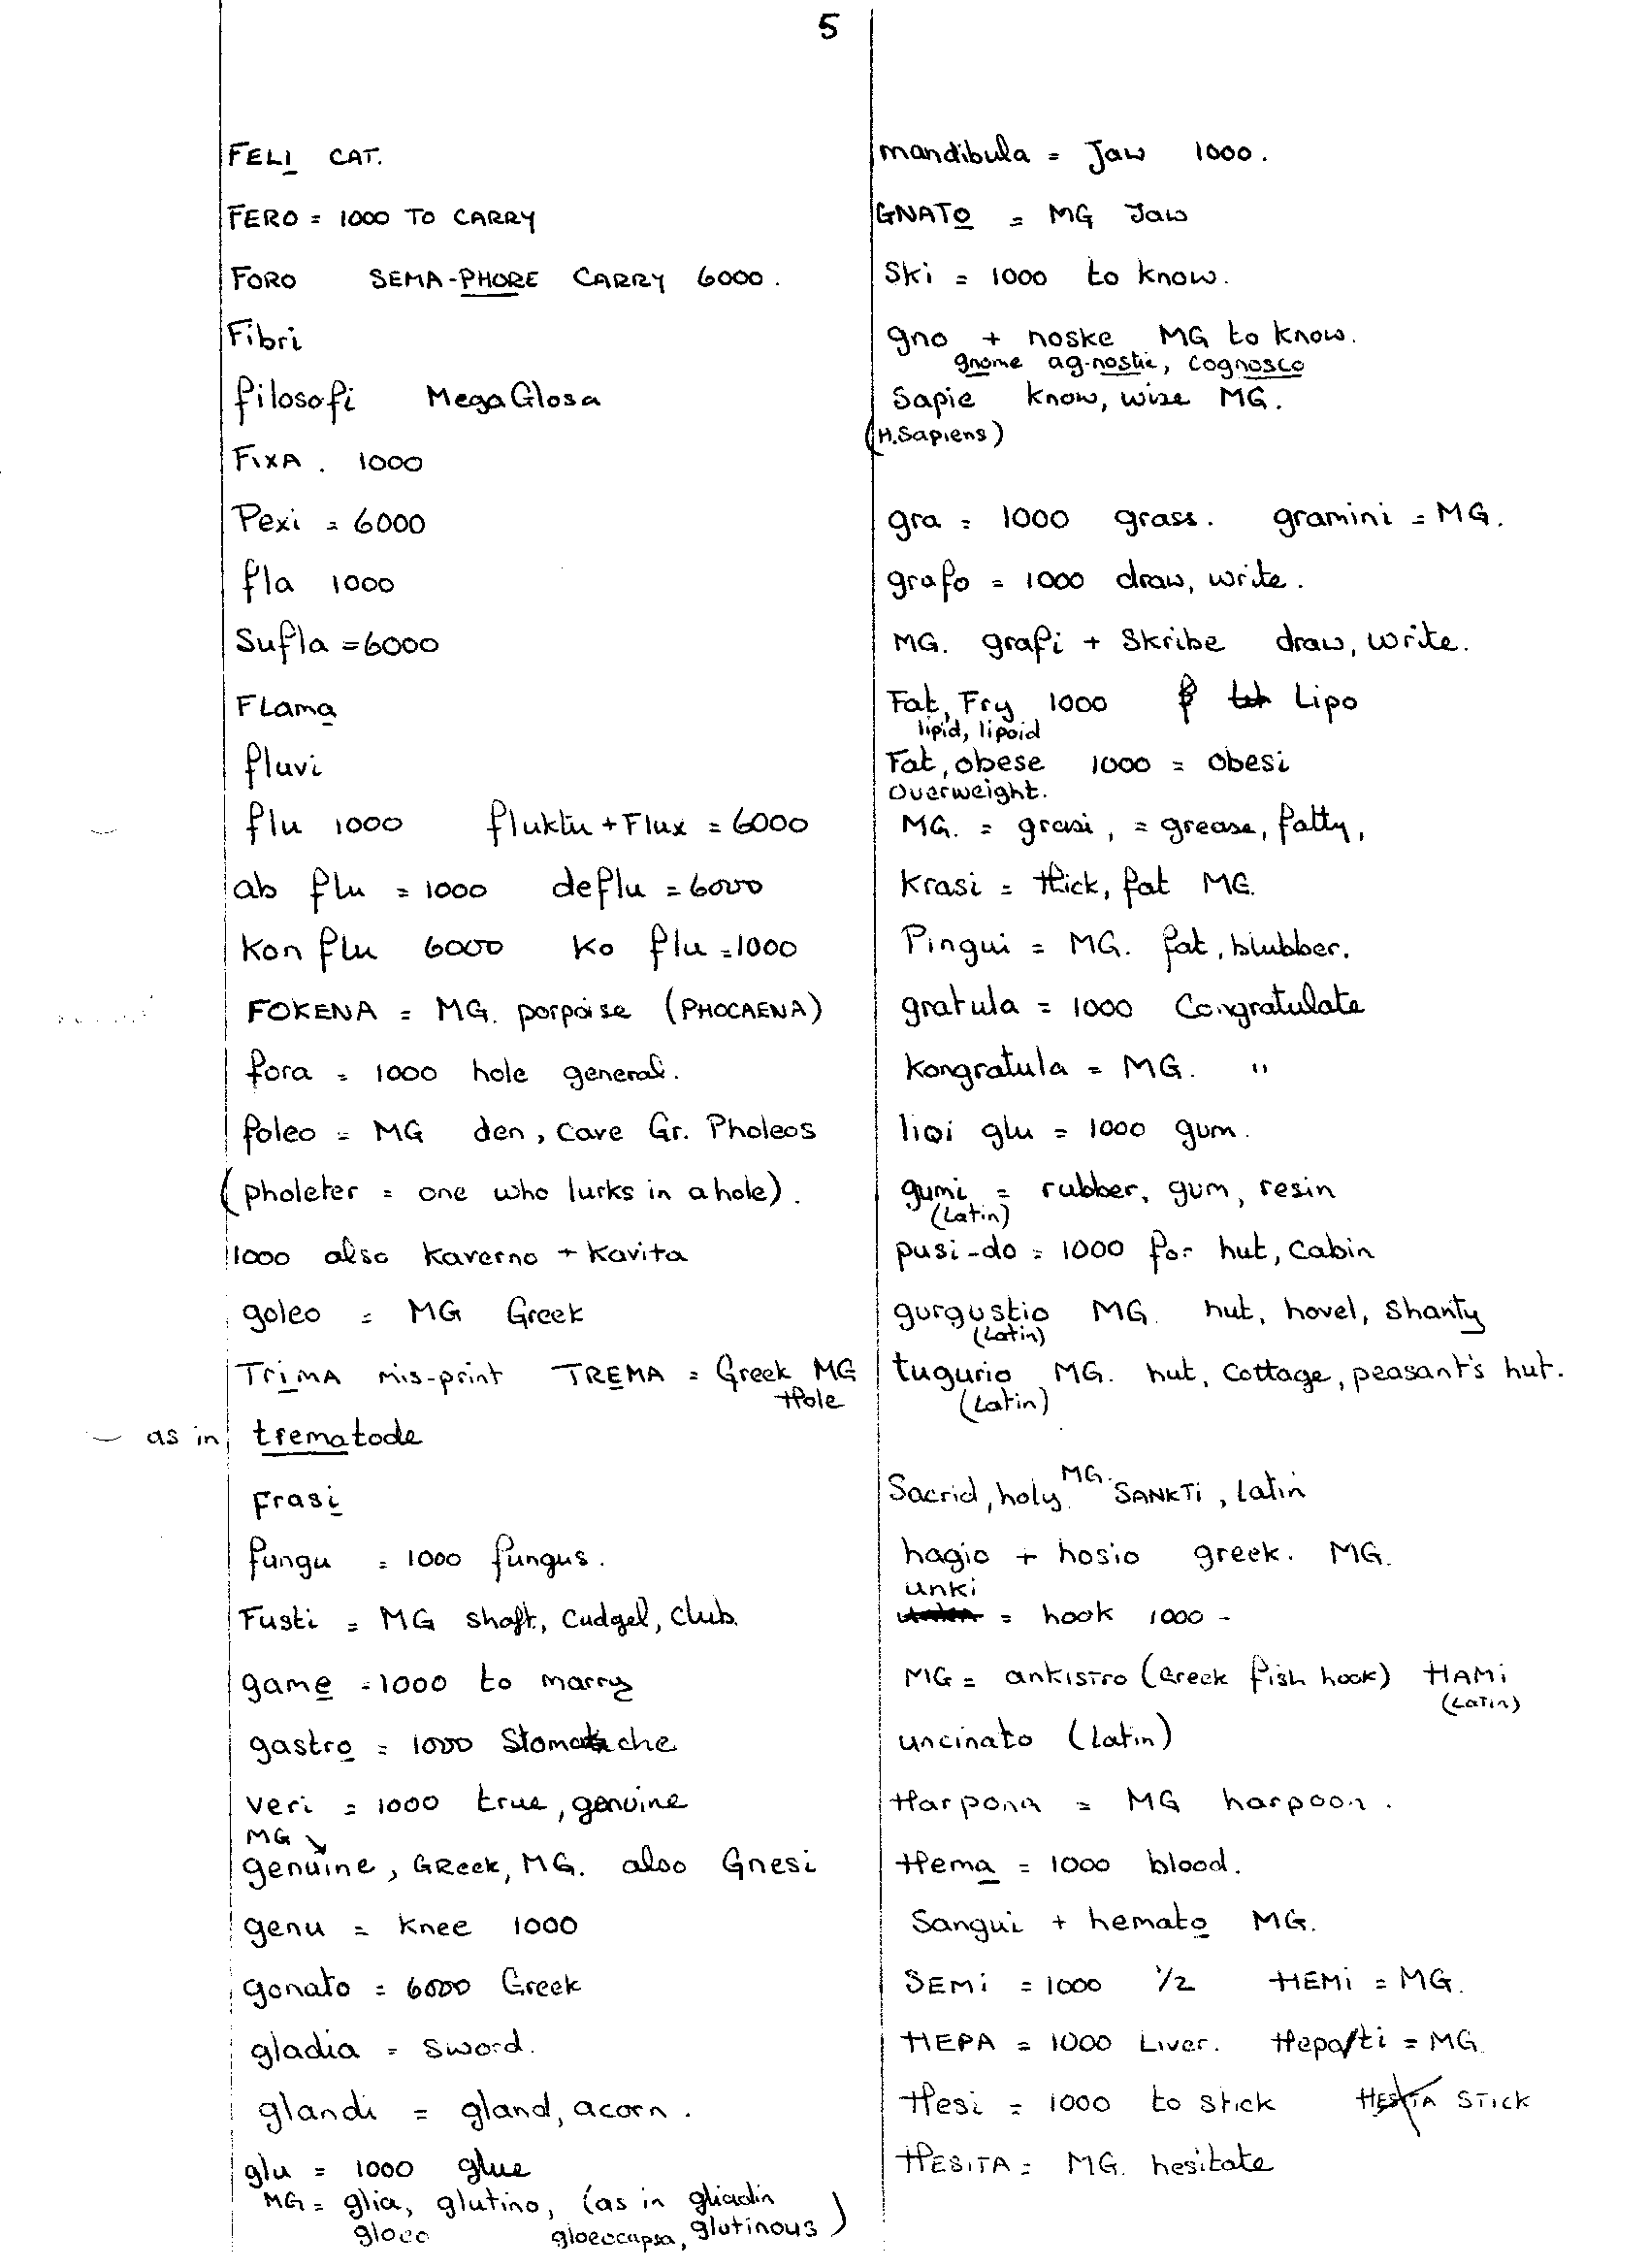 5
FELI CAT.
FERO = 1000 TO CARRY
FORO SEMA-PHORE CARRY 6000.
Fibri
filosofi MegaGlosa
FIXA. 1000
Pexi = 6000
fla 1000
Sufla = 6000
FLama
fluvi
flu 1000 fluktu + Flux = 6000
ab flu = 1000 deflu = 6000
Kon flu 6000 Ko flu = 1000
FOKENA = MG. porpoise (PHOCAENA)
fora = 1000 hole general.
foleo = MG den, cave Gr. Pholeos
(pholeter = one who lurks in a hole).
1000 also Kaverno + Kavita
goleo = MG Greek
TriMA mis-print TREMA = Greek MG
Hole
as in trematode
Frasi
fungu = 1000 fungus.
Fusti = MG shaft, cudgel, club.
game = 1000 to marry
gastro = 1000 Stomache
veri = 1000 true, genuine
MG
genuine, GReek, MG. also Gnesi
genu = Knee 1000
gonato = 6000 Greek
gladia = Sword.
glandi = gland, acorn.
glu = 1000 glue
MG = glia, glutino, (as in gliadin
gloeo gloeocapsa, glutinous)
mandibula = Jaw 1000.
GNATO = MG Jaw
Ski = 1000 to know.
gno + noske MG to know.
gnome ag-nostic, cognosco
Sapie know, wise MG.
(H.Sapiens)
gra = 1000 grass. gramini = MG.
grafo = 1000 draw, write.
MG. grafi + Skribe draw, write.
Fat, Fry 1000 Lipo
lipid, lipoid
Fat, obese 1000 = obesi
Overweight.
MG. = grasi, = grease, fatty,
Krasi = thick, fat MG.
Pingui = MG. fat, blubber.
gratula = 1000 Congratulate
Kongratula = MG. "
liqi glu = 1000 gum.
gumi = rubber, gum, resin
(Latin)
pusi-do = 1000 for hut, Cabin
gurgustio MG. hut, hovel, Shanty
(Latin)
tugurio MG. hut, Cottage, peasant's hut.
(Latin)
Sacrid, holy MG. SANKTi, Latin
hagio + hosio greek. MG.
unki
= hook 1000 -
MG = ankistro (Greek fish hook) HAMi
(LATin)
uncinato (Latin)
Harpona = MG harpoon.
Hema = 1000 blood.
Sangui + hemato MG.
SEMi = 1000 1/2 HEMi = MG.
HEPA = 1000 Liver. Hepati = MG.
Hesi = 1000 to stick HESITA STICK
HESITA = MG. hesitate